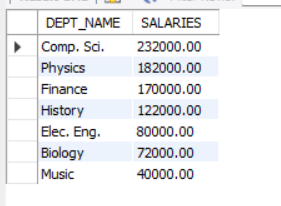 DEPT_NAME SALARIES
Comp. Sci. 232000.00
Physics 182000.00
Finance 170000.00
History 122000.00
Elec. Eng. 80000.00
Biology 72000.00
Music 40000.00